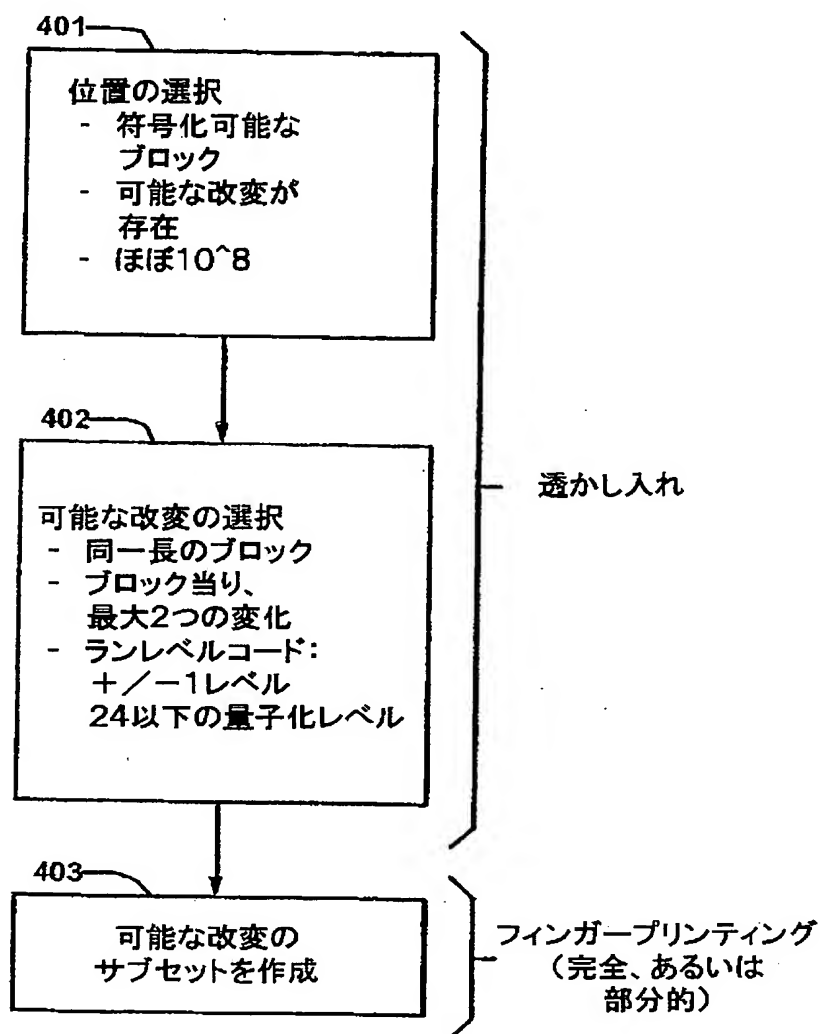 401
位置の選択
- 符号化可能な
ブロック
- 可能な改変が
存在
- ほぼ10^8
402
可能な改変の選択
- 同一長のブロック
- ブロック当り、
最大2つの変化
- ランレベルコード:
+/-1レベル
24以下の量子化レベル
透かし入れ
403
可能な改変の
サブセットを作成
フィンガープリンティング
(完全、あるいは
部分的)